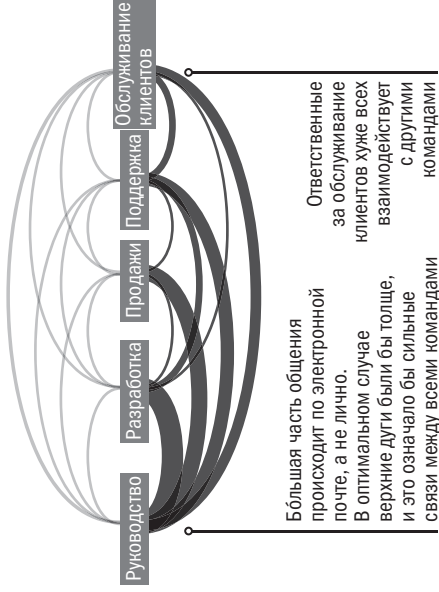 Руководство
Разработка
Продажи
Поддержка
Обслуживание
клиентов
Бо́льшая часть общения
происходит по электронной
почте, а не лично.
В оптимальном случае
верхние дуги были бы толще,
и это означало бы сильные
связи между всеми командами
Ответственные
за обслуживание
клиентов хуже всех
взаимодействует
с другими
командами